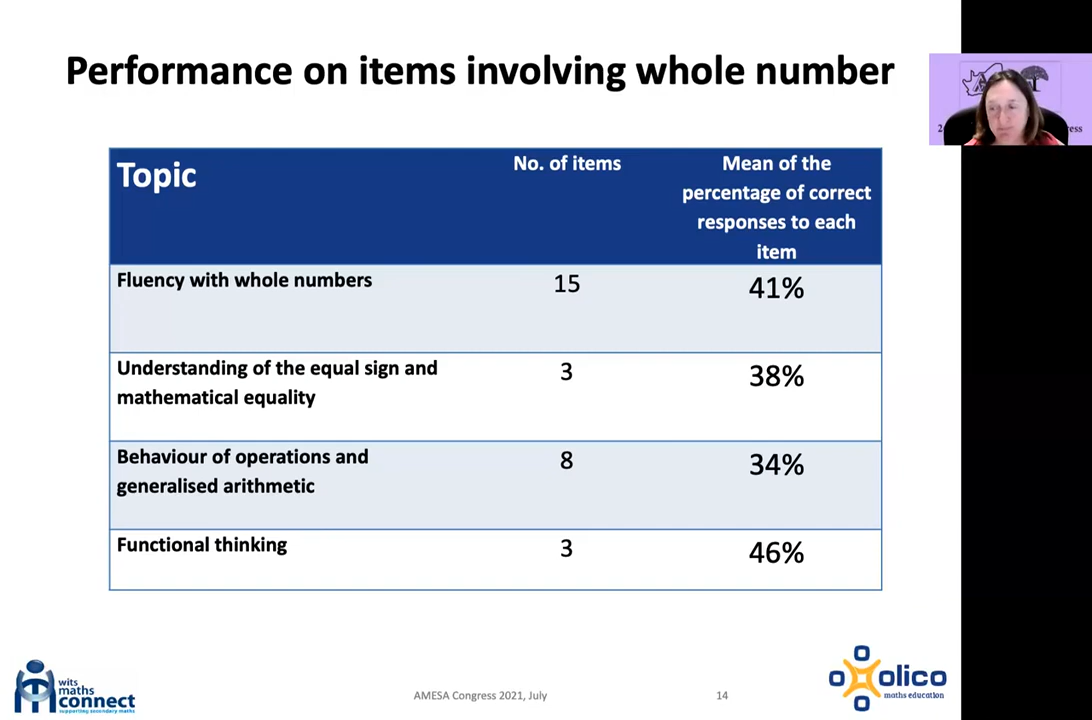 Performance on items involving whole number
Topic
No. of items
Mean of the
percentage of correct
responses to each
item
Fluency with whole numbers
15
41%
Understanding of the equal sign and
mathematical equality
3
38%
Behaviour of operations and
generalised arithmetic
8
34%
Functional thinking
3
46%
wits
maths
connect
supporting secondary maths
AMESA Congress 2021, July
14
olico
maths education